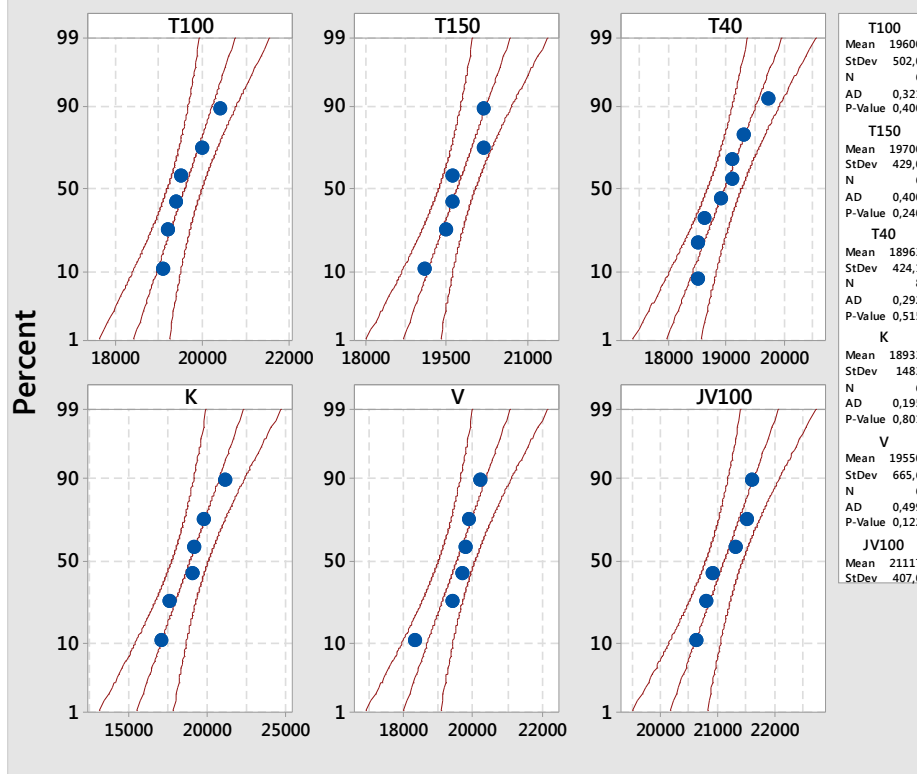 Percent
T100
T150
T40
99
90
50
10
1
99
90
50
10
1
99
90
50
10
1
18000 20000 22000
18000 19500 21000
18000 19000 20000
K
V
JV100
99
90
50
10
1
99
90
50
10
1
99
90
50
10
1
15000 20000 25000
18000 20000 22000
20000 21000 22000
T100
Mean
StDev
N
AD
P-Value
T150
Mean
StDev
N
AD
P-Value
T40
Mean
StDev
N
AD
P-Value
K
Mean
StDev
N
AD
P-Value
V
Mean
StDev
N
AD
P-Value
JV100
Mean
StDev